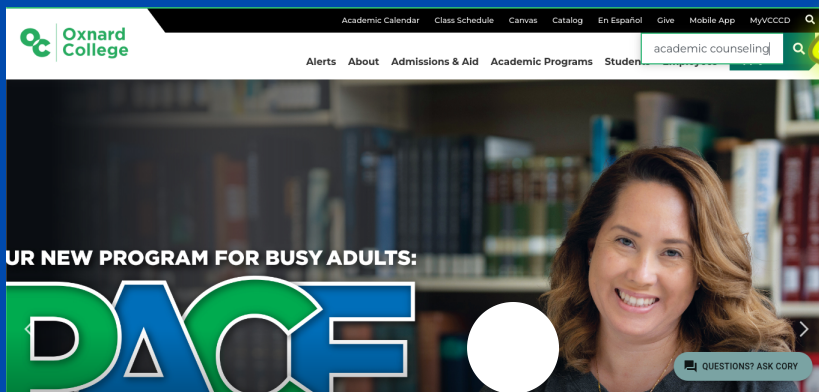 Academic Calendar Class Schedule Canvas Catalog En Español Give Mobile App MyVCCCD
Oxnard
College
academic counseling
Alerts About Admissions & Aid Academic Programs
UR NEW PROGRAM FOR BUSY ADULTS:
PACE
QUESTIONS? ASK CORY